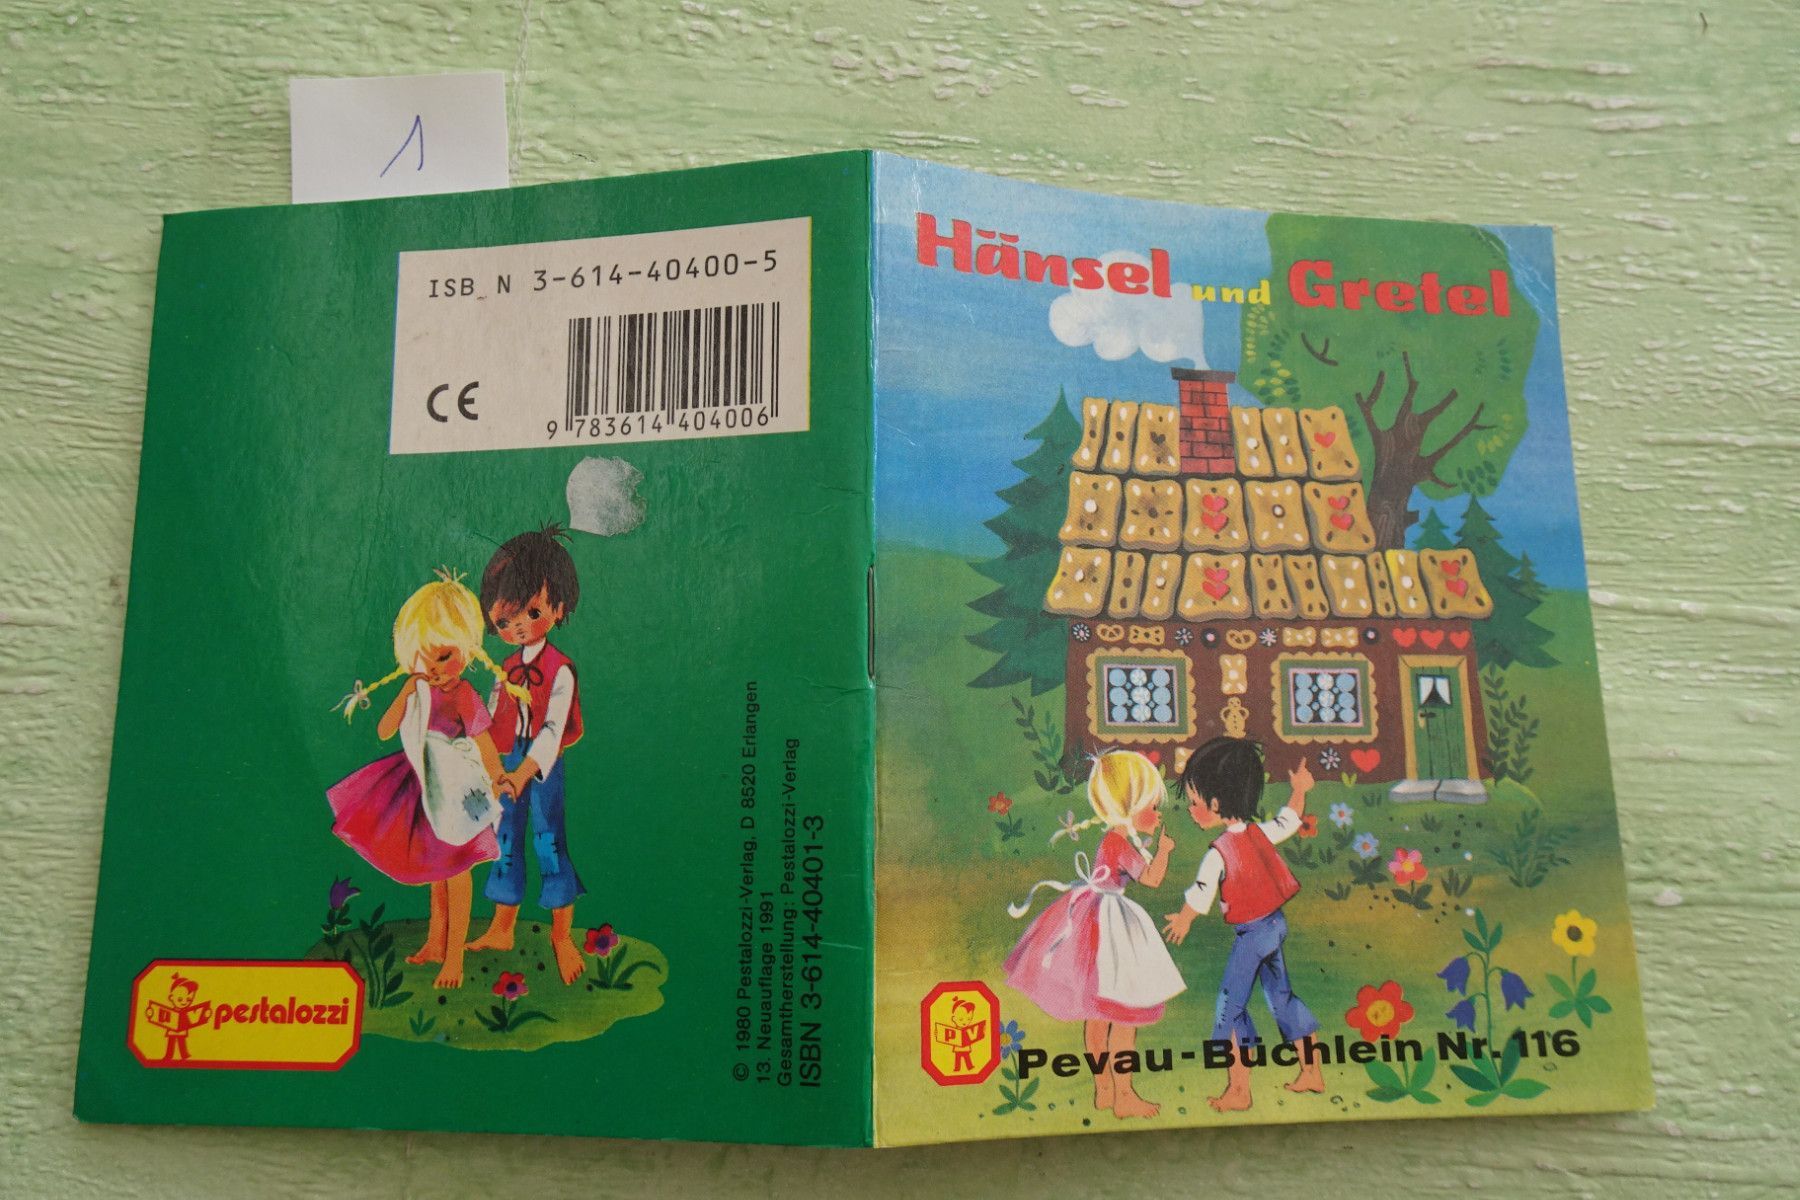 1
ISB N 3-614-40400-5
CE
9 783614 404006
© 1980 Pestalozzi-Verlag, D 8520 Erlangen
13. Neuauflage 1991
Gesamtherstellung: Pestalozzi-Verlag
ISBN 3-614-40401-3
pestalozzi
Hänsel und Gretel
P V
Pevau-Büchlein Nr. 116